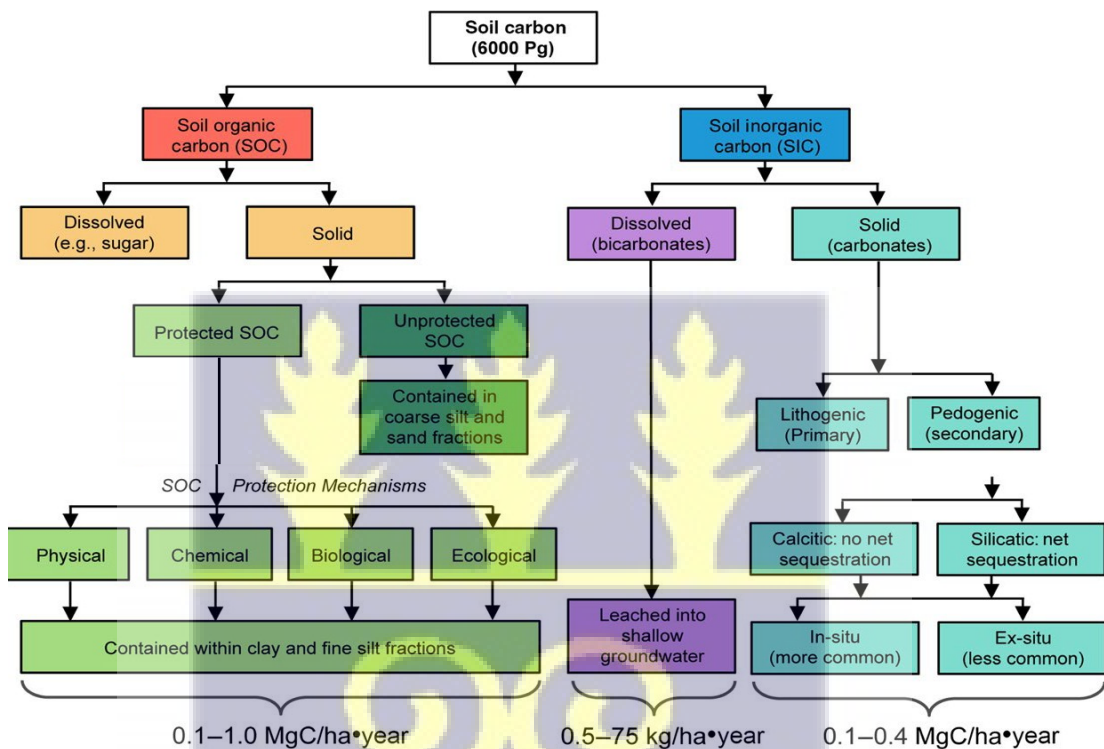 Soil carbon
(6000 Pg)
Soil organic
carbon (SOC)
Soil inorganic
carbon (SIC)
Dissolved
(e.g., sugar)
Solid
Dissolved
(bicarbonates)
Solid
(carbonates)
Protected SOC
Unprotected
SOC
Contained in
coarse silt and
sand fractions
Lithogenic
(Primary)
Pedogenic
(secondary)
SOC Protection Mechanisms
Physical
Chemical
Biological
Ecological
Calcitic: no net
sequestration
Silicatic: net
sequestration
Contained within clay and fine silt fractions
Leached into
shallow
groundwater
In-situ
(more common)
Ex-situ
(less common)
0.1–1.0 MgC/ha•year
0.5–75 kg/ha•year
0.1–0.4 MgC/ha•year